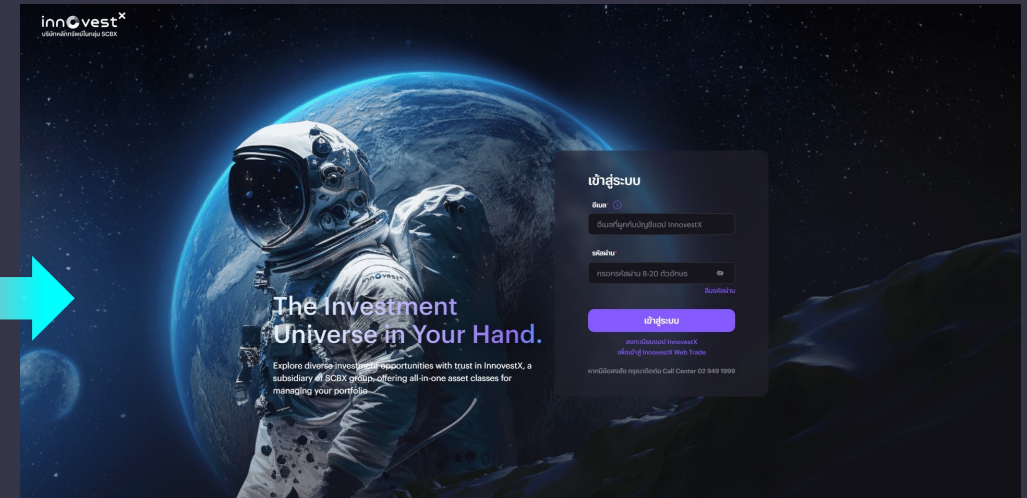 innovestX
บริษัทหลักทรัพย์ในกลุ่ม SCBX
innovestX
The Investment
Universe in Your Hand.
Explore diverse investment opportunities with trust in InnovestX, a
subsidiary of SCBX group, offering all-in-one asset classes for
managing your portfolio
เข้าสู่ระบบ
อีเมล*
อีเมลที่ผูกกับบัญชีแอป InnovestX
รหัสผ่าน*
กรอกรหัสผ่าน 8-20 ตัวอักษร
ลืมรหัสผ่าน
เข้าสู่ระบบ
ลงทะเบียนแอป InnovestX
เพื่อเข้าสู่ InnovestX Web Trade
หากมีข้อสงสัย กรุณาติดต่อ Call Center 02 949 1999